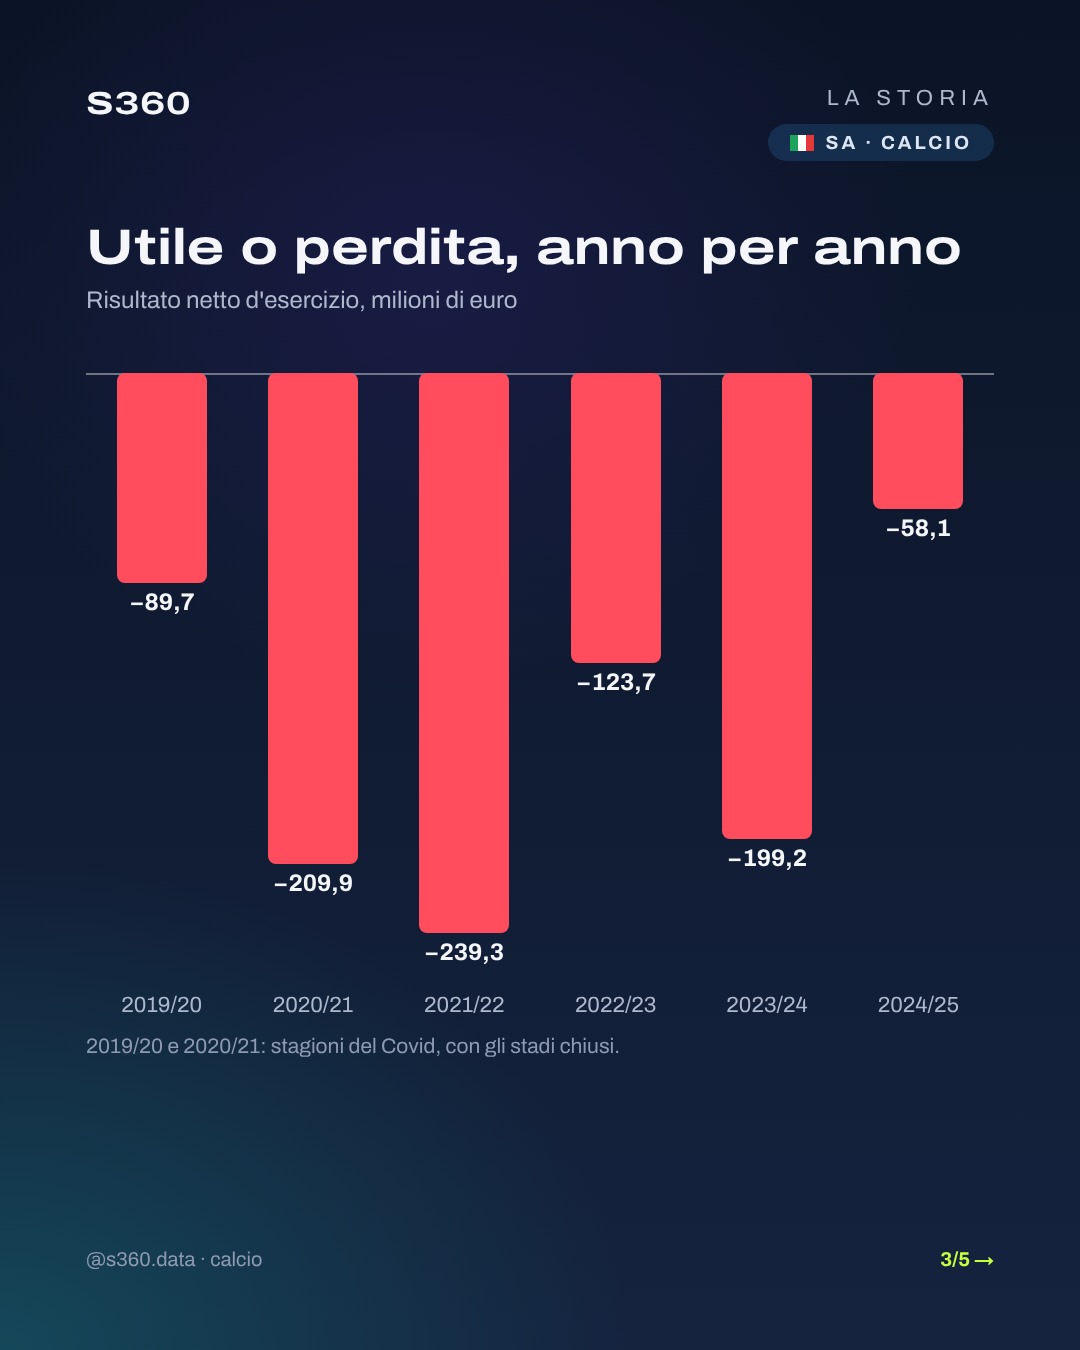 S360
LA STORIA
SA · CALCIO
Utile o perdita, anno per anno
Risultato netto d'esercizio, milioni di euro
–89,7
–209,9
–239,3
–123,7
–199,2
–58,1
2019/20 2020/21 2021/22 2022/23 2023/24 2024/25
2019/20 e 2020/21: stagioni del Covid, con gli stadi chiusi.
@s360.data · calcio
3/5 →